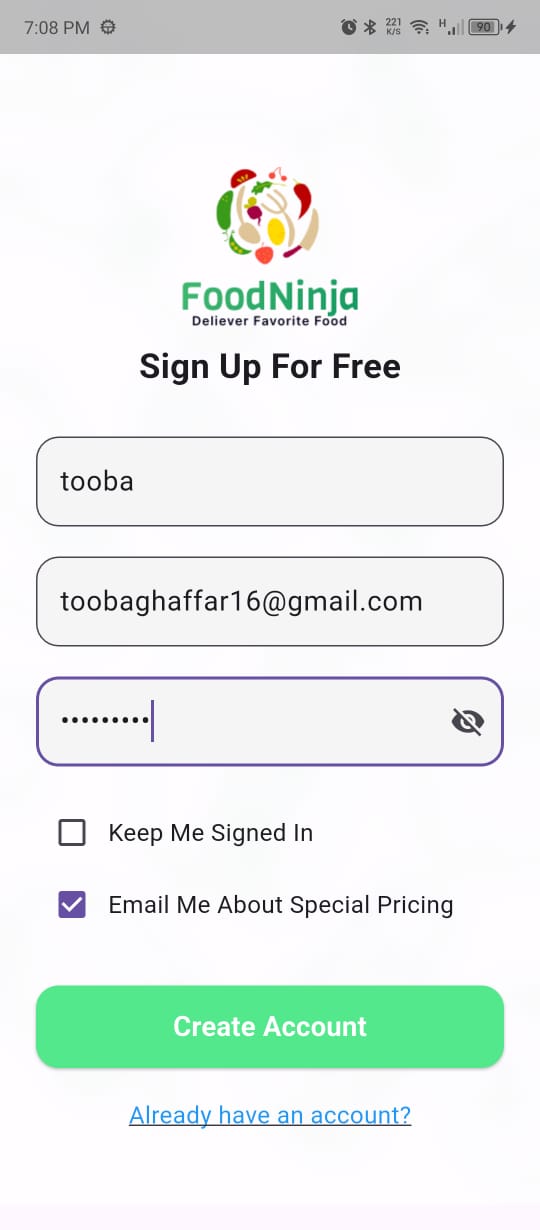 7:08 PM
221
K/S
H
90
FoodNinja
Deliever Favorite Food
Sign Up For Free
tooba
toobaghaffar16@gmail.com
•••••••••
Keep Me Signed In
Email Me About Special Pricing
Create Account
Already have an account?